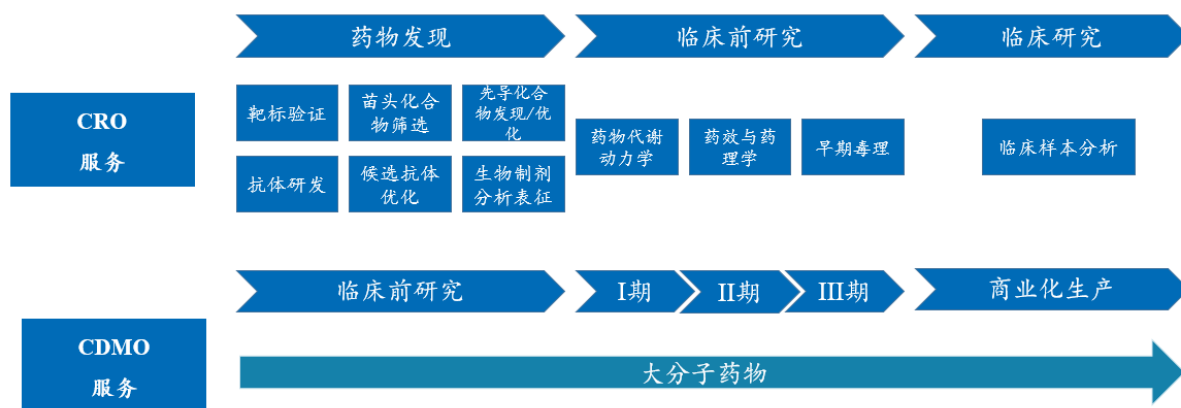 药物发现
临床前研究
临床研究
CRO
服务
靶标验证
苗头化合
物筛选
先导化合
物发现/优
化
抗体研发
候选抗体
优化
生物制剂
分析表征
药物代谢
动力学
药效与药
理学
早期毒理
临床样本分析
临床前研究
I期
II期
III期
商业化生产
CDMO
服务
大分子药物